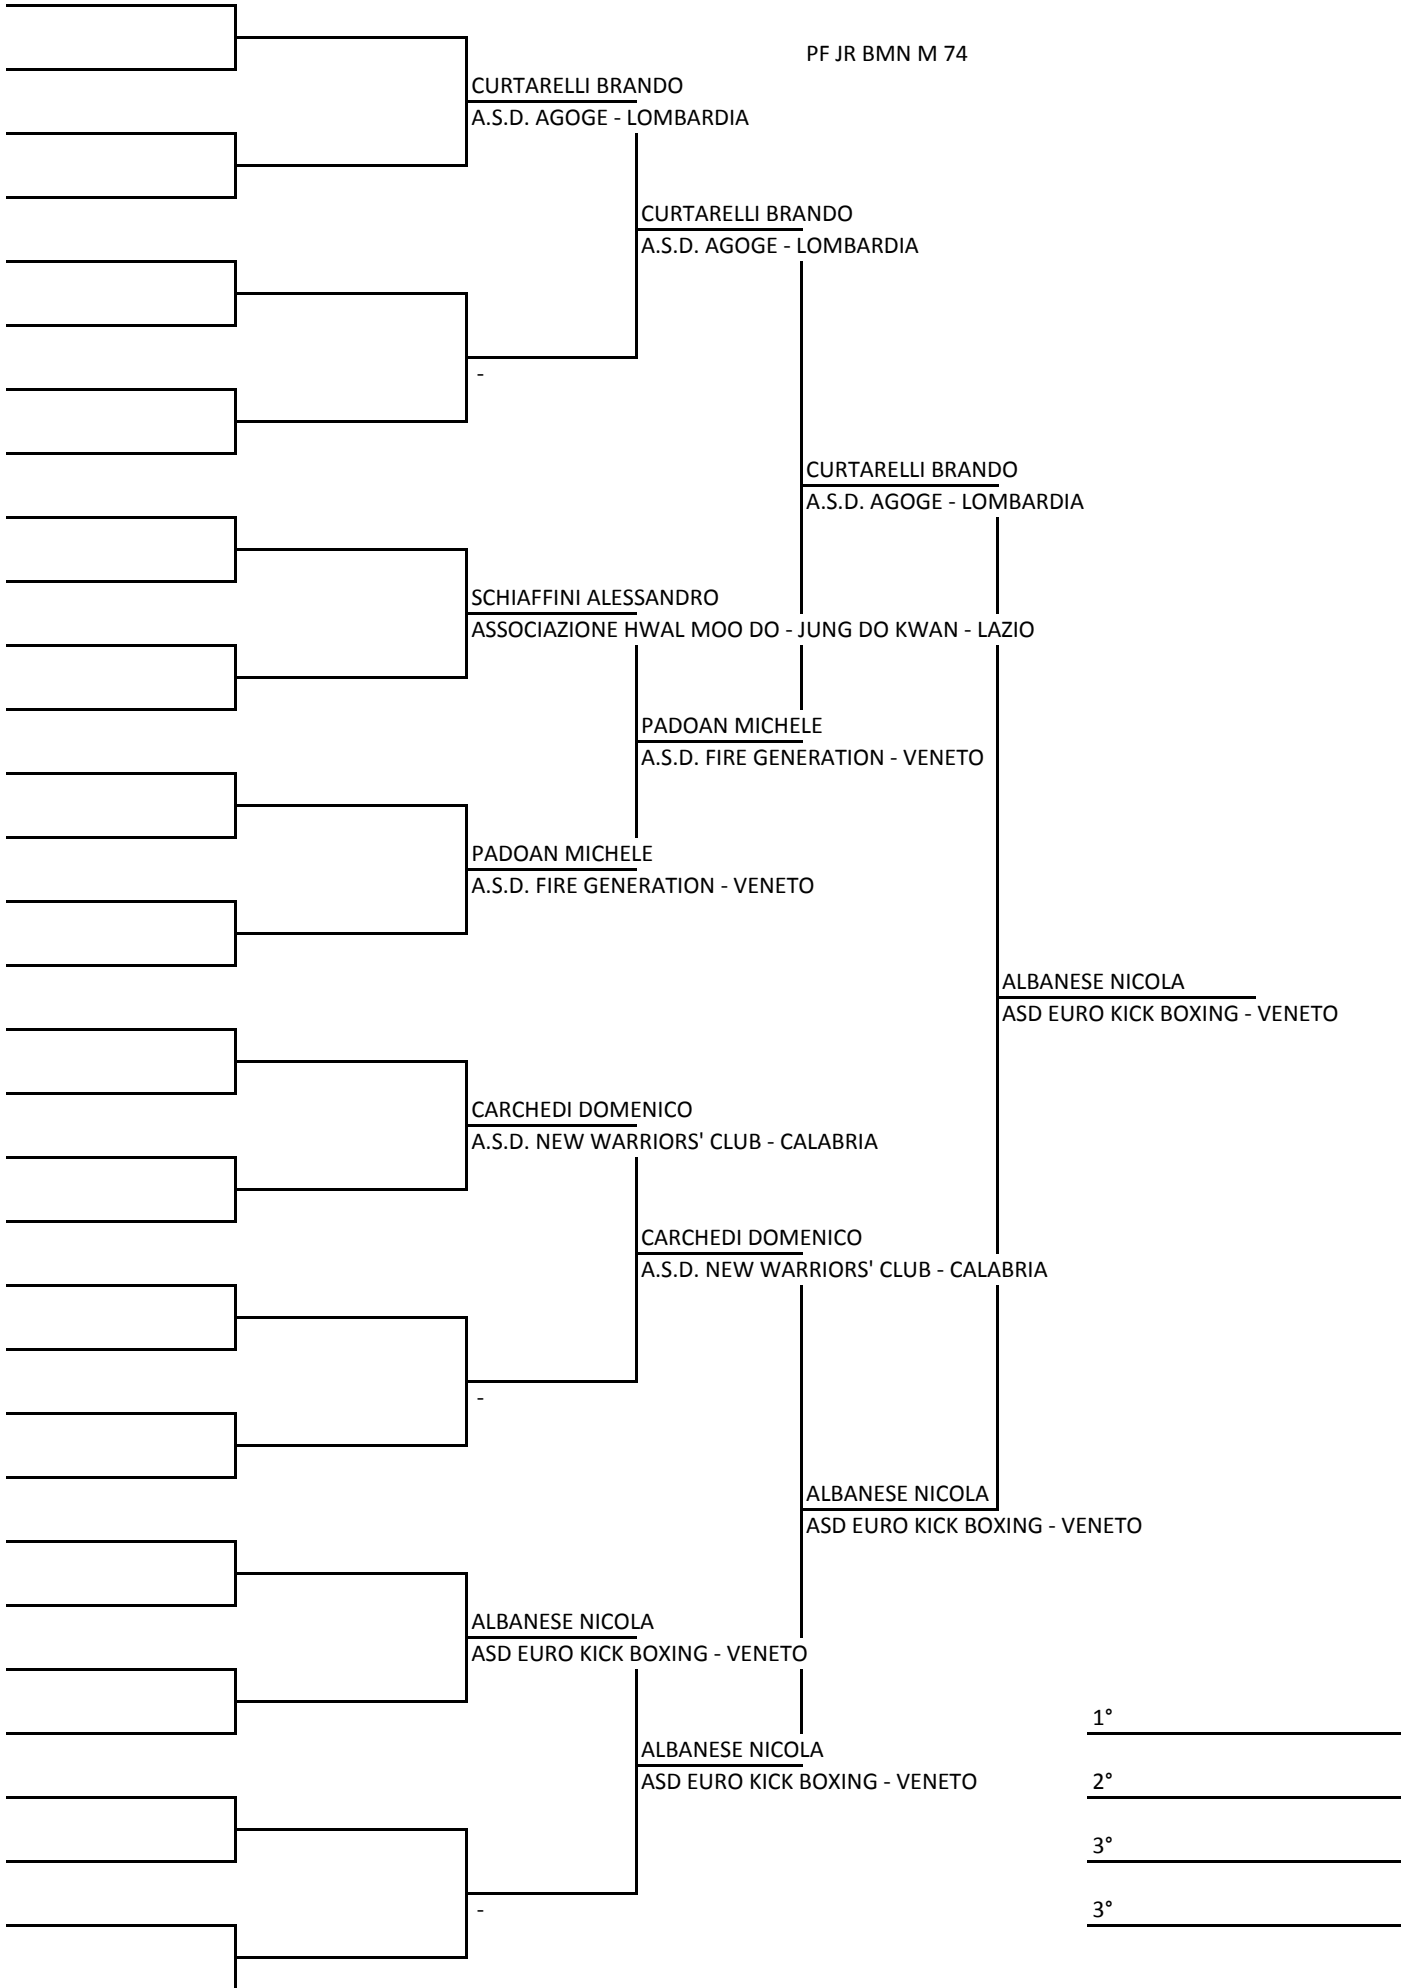 PF JR BMN M 74
CURTARELLI BRANDO
A.S.D. AGOGE - LOMBARDIA
CURTARELLI BRANDO
A.S.D. AGOGE - LOMBARDIA
-
CURTARELLI BRANDO
A.S.D. AGOGE - LOMBARDIA
SCHIAFFINI ALESSANDRO
ASSOCIAZIONE HWAL MOO DO - JUNG DO KWAN - LAZIO
PADOAN MICHELE
A.S.D. FIRE GENERATION - VENETO
PADOAN MICHELE
A.S.D. FIRE GENERATION - VENETO
ALBANESE NICOLA
ASD EURO KICK BOXING - VENETO
CARCHEDI DOMENICO
A.S.D. NEW WARRIORS' CLUB - CALABRIA
CARCHEDI DOMENICO
A.S.D. NEW WARRIORS' CLUB - CALABRIA
-
ALBANESE NICOLA
ASD EURO KICK BOXING - VENETO
ALBANESE NICOLA
ASD EURO KICK BOXING - VENETO
1°
ALBANESE NICOLA
ASD EURO KICK BOXING - VENETO
2°
3°
-
3°